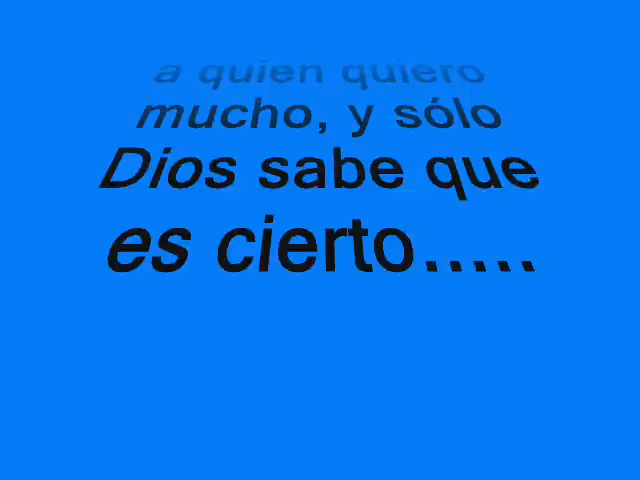 a quien quiero
mucho, y sólo
Dios sabe que
es cierto.....